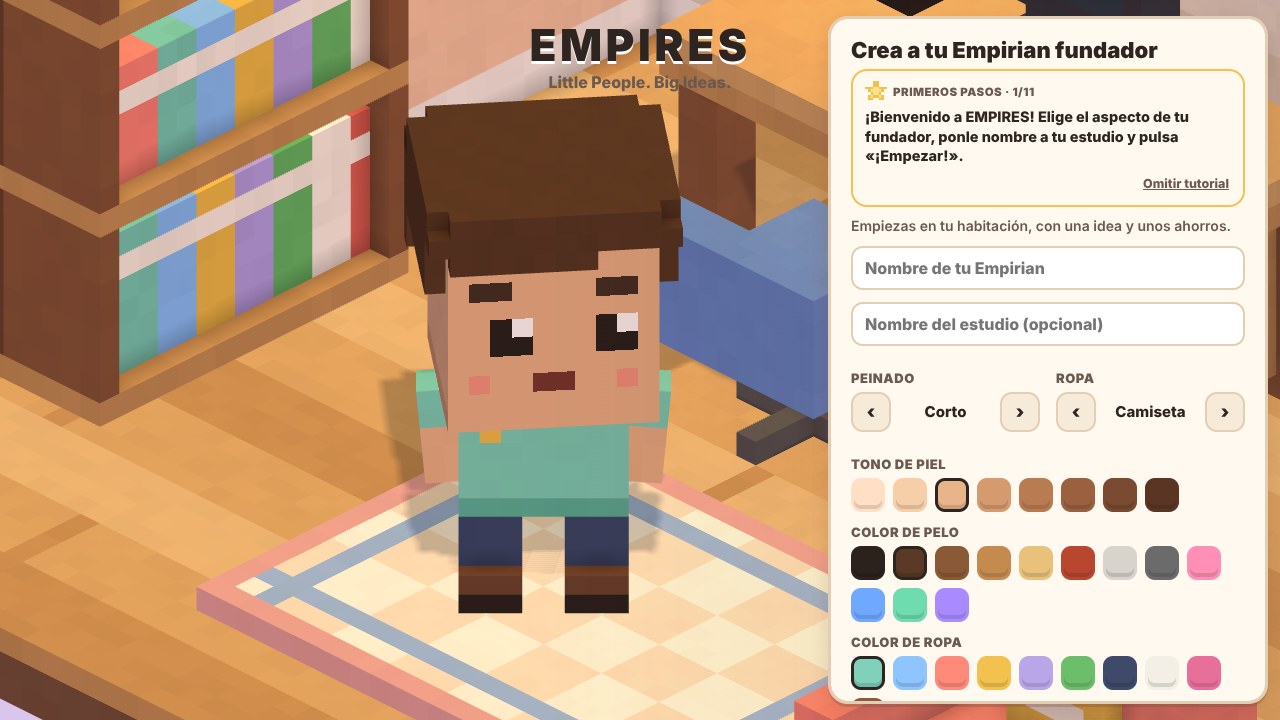 EMPIRES
Little People. Big Ideas.
Crea a tu Empirian fundador
PRIMEROS PASOS · 1/11
¡Bienvenido a EMPIRES! Elige el aspecto de tu
fundador, ponle nombre a tu estudio y pulsa
«¡Empezar!».
Omitir tutorial
Empiezas en tu habitación, con una idea y unos ahorros.
Nombre de tu Empirian
Nombre del estudio (opcional)
PEINADO
ROPA
‹ Corto ›
‹ Camiseta ›
TONO DE PIEL
COLOR DE PELO
COLOR DE ROPA